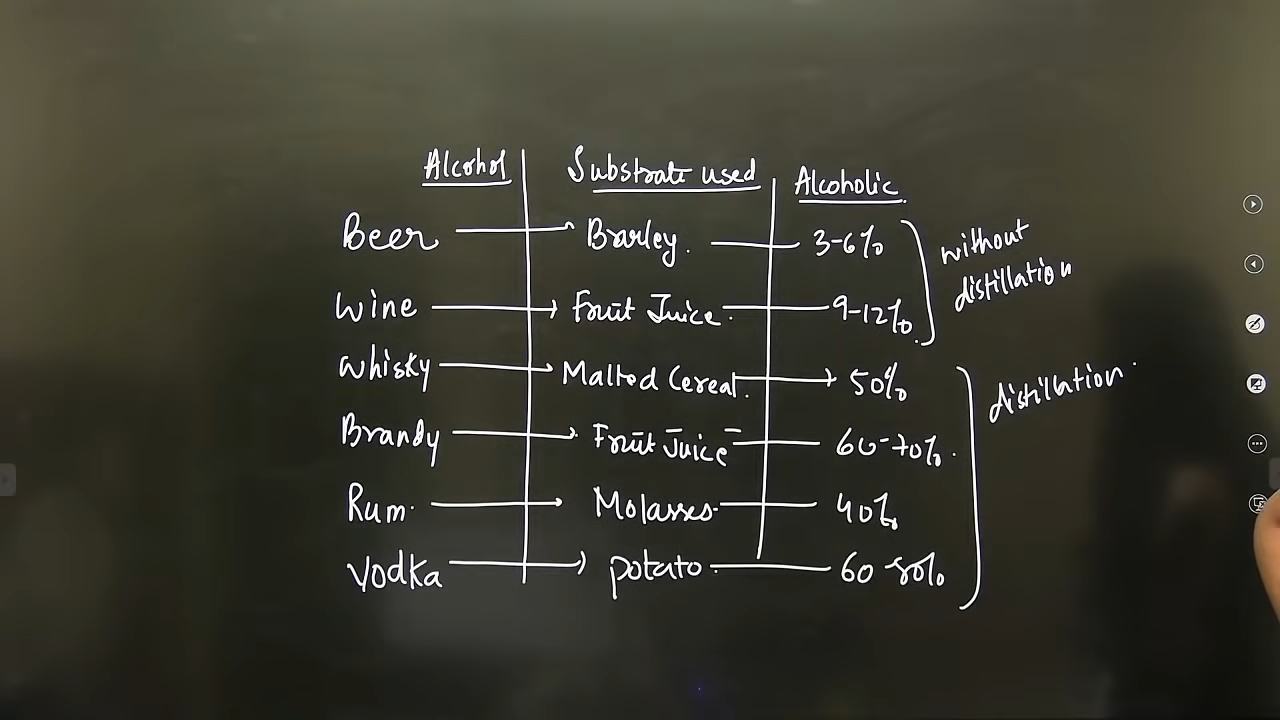 Alcohol Substrate used Alcoholic
Beer Barley. 3-6%
Wine Fruit Juice. 9-12%.
Whisky Malted Cereal. 50%
Brandy Fruit Juice 60-70%.
Rum. Molasses 40%
Vodka potato. 60-80%
without
distillation
distillation.